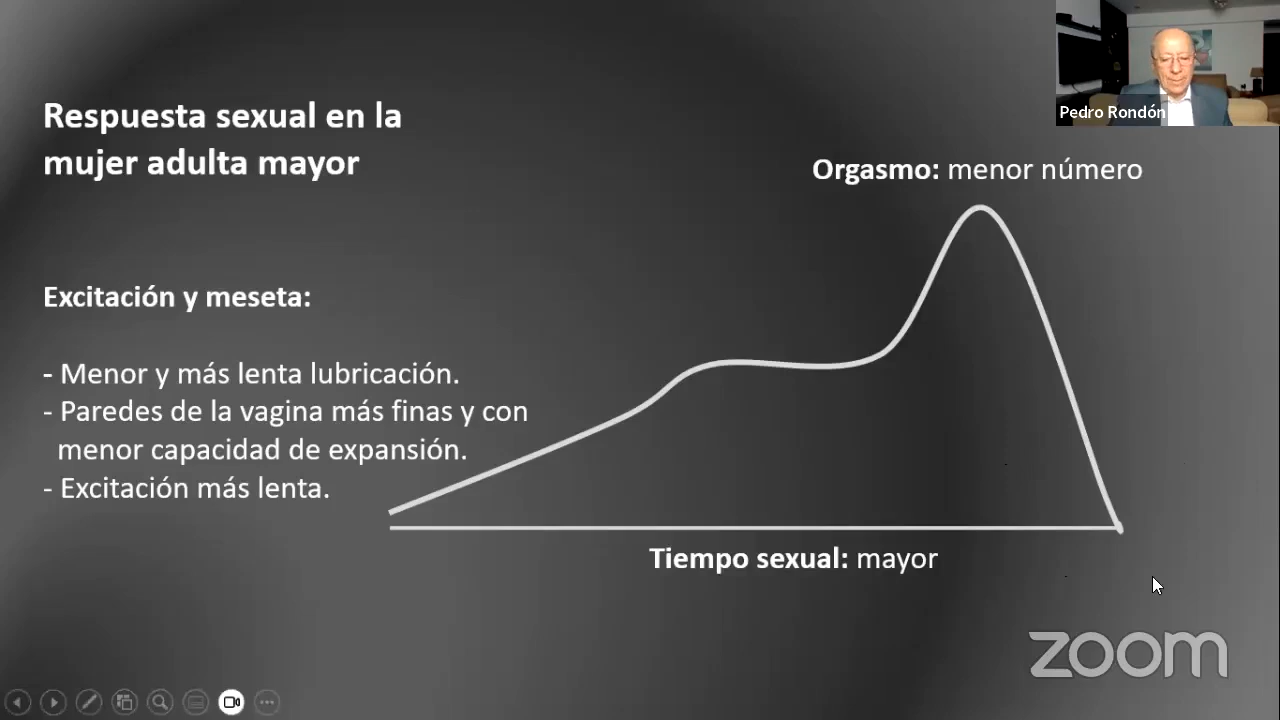 Pedro Rondón
Respuesta sexual en la
mujer adulta mayor
Orgasmo: menor número
Excitación y meseta:
- Menor y más lenta lubricación.
- Paredes de la vagina más finas y con
menor capacidad de expansión.
- Excitación más lenta.
Tiempo sexual: mayor
zoom